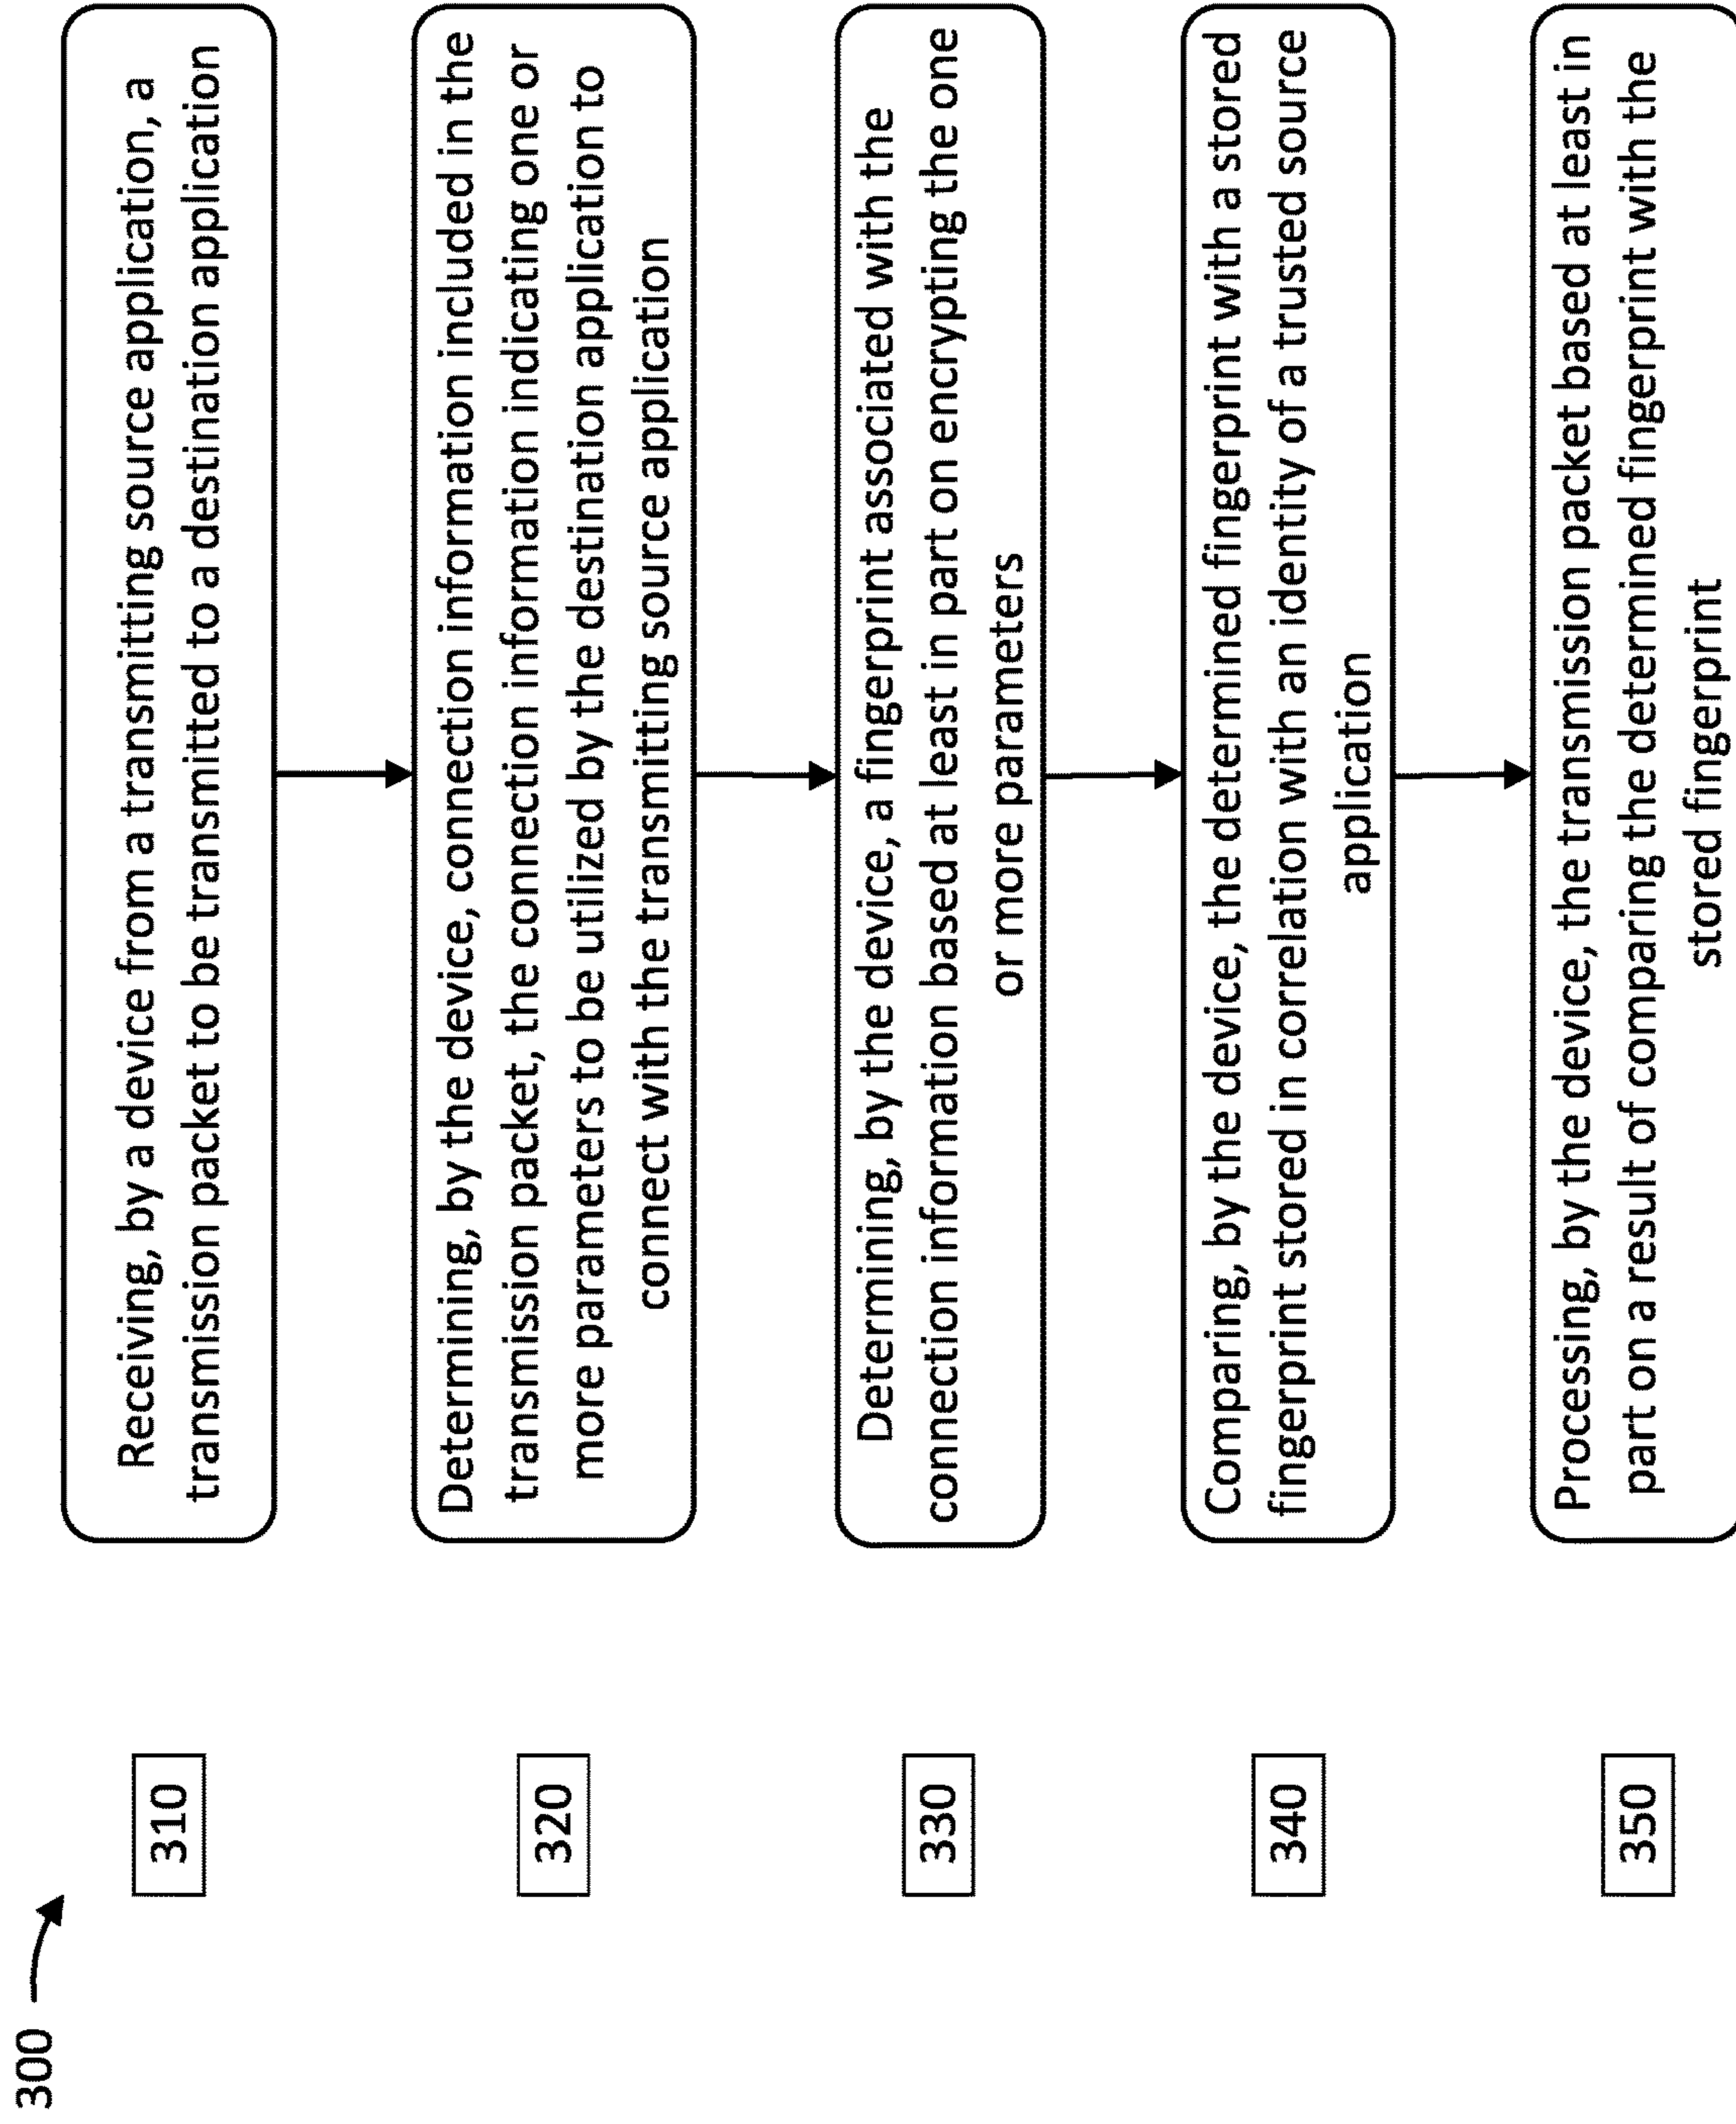 300
310
Receiving, by a device from a transmitting source application, a
transmission packet to be transmitted to a destination application
320
Determining, by the device, connection information included in the
transmission packet, the connection information indicating one or
more parameters to be utilized by the destination application to
connect with the transmitting source application
330
Determining, by the device, a fingerprint associated with the
connection information based at least in part on encrypting the one
or more parameters
340
Comparing, by the device, the determined fingerprint with a stored
fingerprint stored in correlation with an identity of a trusted source
application
350
Processing, by the device, the transmission packet based at least in
part on a result of comparing the determined fingerprint with the
stored fingerprint